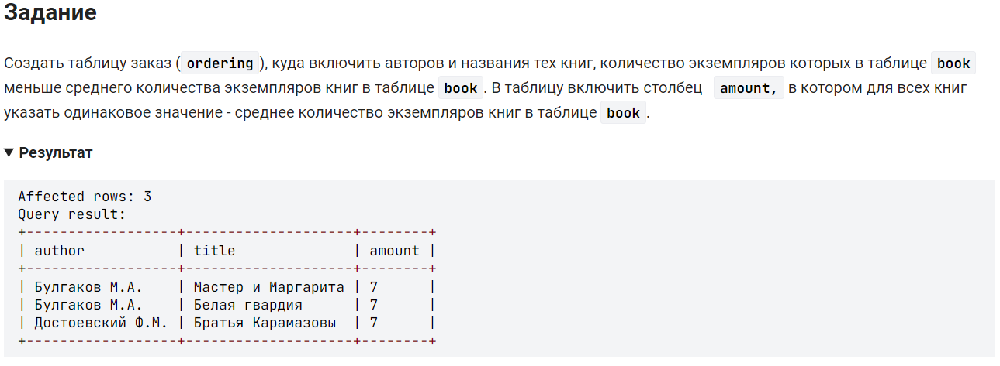 Задание
Создать таблицу заказ ( ordering ), куда включить авторов и названия тех книг, количество экземпляров которых в таблице book
меньше среднего количества экземпляров книг в таблице book . В таблицу включить столбец amount, в котором для всех книг
указать одинаковое значение - среднее количество экземпляров книг в таблице book .
▼ Результат
Affected rows: 3
Query result:
+------------------+--------------------+--------+
| author           | title              | amount |
+------------------+--------------------+--------+
| Булгаков М.А.    | Мастер и Маргарита | 7      |
| Булгаков М.А.    | Белая гвардия      | 7      |
| Достоевский Ф.М. | Братья Карамазовы  | 7      |
+------------------+--------------------+--------+